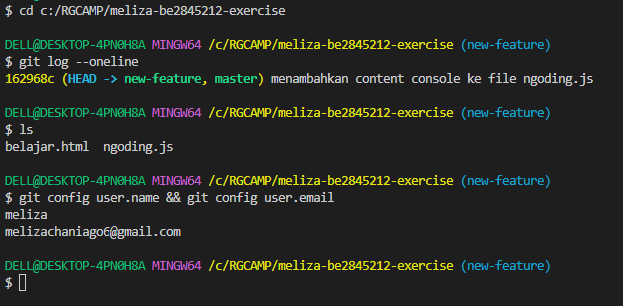 $ cd c:/RGCAMP/meliza-be2845212-exercise
DELL@DESKTOP-4PN0H8A MINGW64 /c/RGCAMP/meliza-be2845212-exercise (new-feature)
$ git log --oneline
162968c (HEAD -> new-feature, master) menambahkan content console ke file ngoding.js
DELL@DESKTOP-4PN0H8A MINGW64 /c/RGCAMP/meliza-be2845212-exercise (new-feature)
$ ls
belajar.html  ngoding.js
DELL@DESKTOP-4PN0H8A MINGW64 /c/RGCAMP/meliza-be2845212-exercise (new-feature)
$ git config user.name && git config user.email
meliza
melizachaniago6@gmail.com
DELL@DESKTOP-4PN0H8A MINGW64 /c/RGCAMP/meliza-be2845212-exercise (new-feature)
$